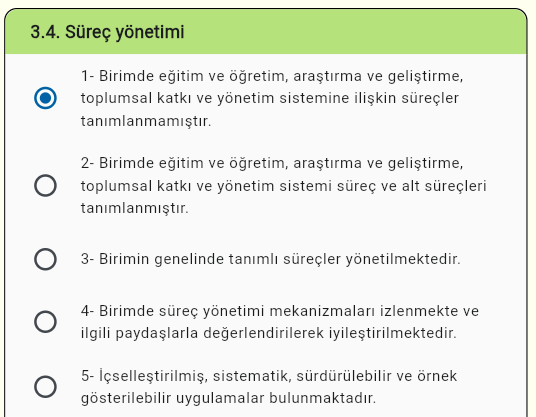 3.4. Süreç yönetimi
1- Birimde eğitim ve öğretim, araştırma ve geliştirme,
toplumsal katkı ve yönetim sistemine ilişkin süreçler
tanımlanmamıştır.
2- Birimde eğitim ve öğretim, araştırma ve geliştirme,
toplumsal katkı ve yönetim sistemi süreç ve alt süreçleri
tanımlanmıştır.
3- Birimin genelinde tanımlı süreçler yönetilmektedir.
4- Birimde süreç yönetimi mekanizmaları izlenmekte ve
ilgili paydaşlarla değerlendirilerek iyileştirilmektedir.
5- İçselleştirilmiş, sistematik, sürdürülebilir ve örnek
gösterilebilir uygulamalar bulunmaktadır.